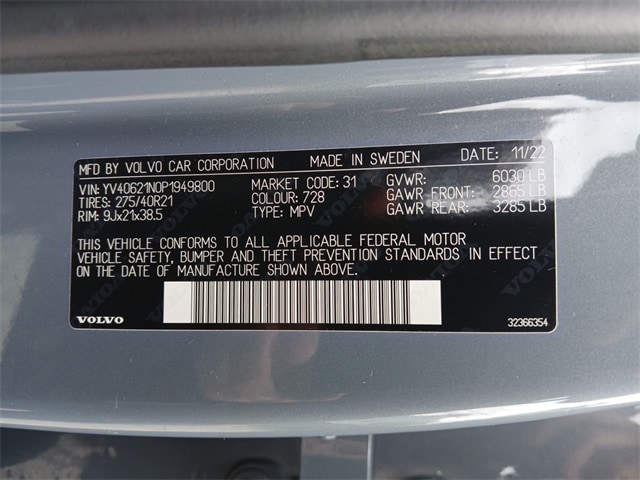 MFD BY VOLVO CAR CORPORATION MADE IN SWEDEN DATE: 11/22
VIN: YV40621N0P1949800 MARKET CODE: 31 GVWR: 6030 LB
TIRES: 275/40R21 COLOUR: 728 GAWR FRONT: 2865 LB
RIM: 9Jx21x38.5 TYPE: MPV GAWR REAR: 3285 LB
THIS VEHICLE CONFORMS TO ALL APPLICABLE FEDERAL MOTOR
VEHICLE SAFETY, BUMPER AND THEFT PREVENTION STANDARDS IN EFFECT
ON THE DATE OF MANUFACTURE SHOWN ABOVE.
VOLVO 32366354